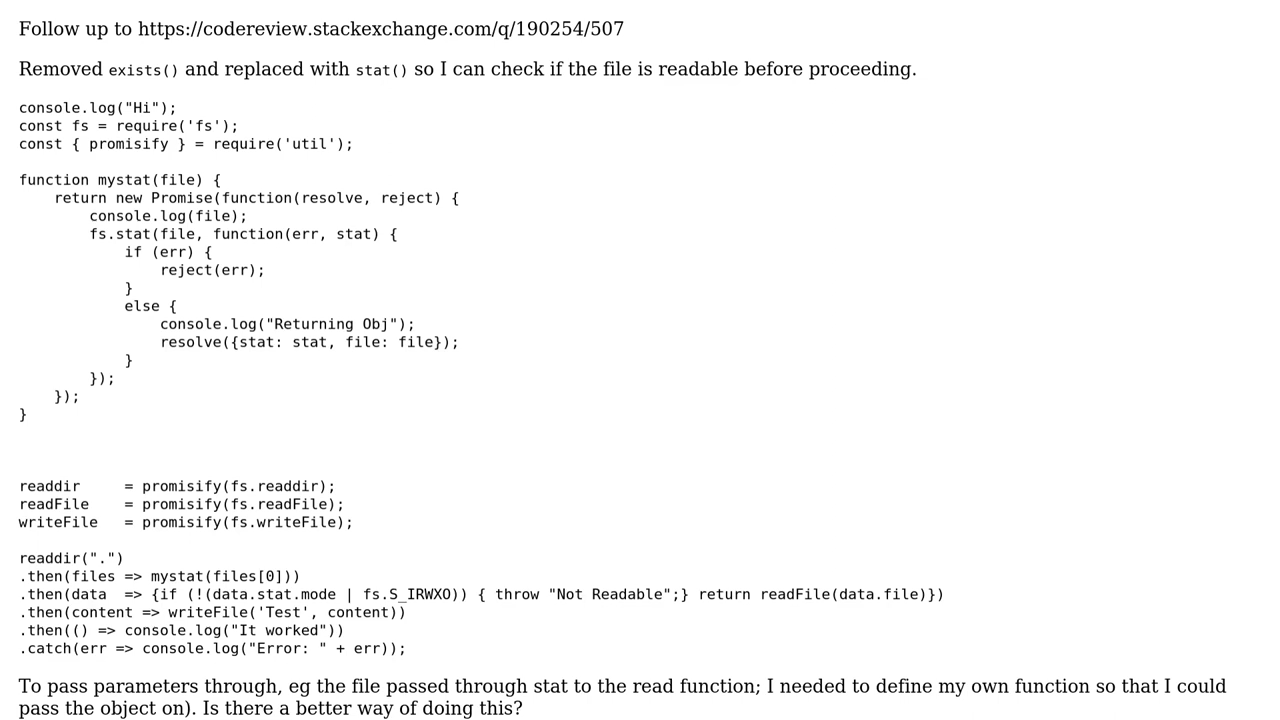 Follow up to https://codereview.stackexchange.com/q/190254/507
Removed exists() and replaced with stat() so I can check if the file is readable before proceeding.
console.log("Hi");
const fs = require('fs');
const { promisify } = require('util');
function mystat(file) {
    return new Promise(function(resolve, reject) {
        console.log(file);
        fs.stat(file, function(err, stat) {
            if (err) {
                reject(err);
            }
            else {
                console.log("Returning Obj");
                resolve({stat: stat, file: file});
            }
        });
    });
}
readdir     = promisify(fs.readdir);
readFile    = promisify(fs.readFile);
writeFile   = promisify(fs.writeFile);
readdir(".")
.then(files => mystat(files[0]))
.then(data  => {if (!(data.stat.mode | fs.S_IRWXO)) { throw "Not Readable";} return readFile(data.file)})
.then(content => writeFile('Test', content))
.then(() => console.log("It worked"))
.catch(err => console.log("Error: " + err));
To pass parameters through, eg the file passed through stat to the read function; I needed to define my own function so that I could
pass the object on). Is there a better way of doing this?